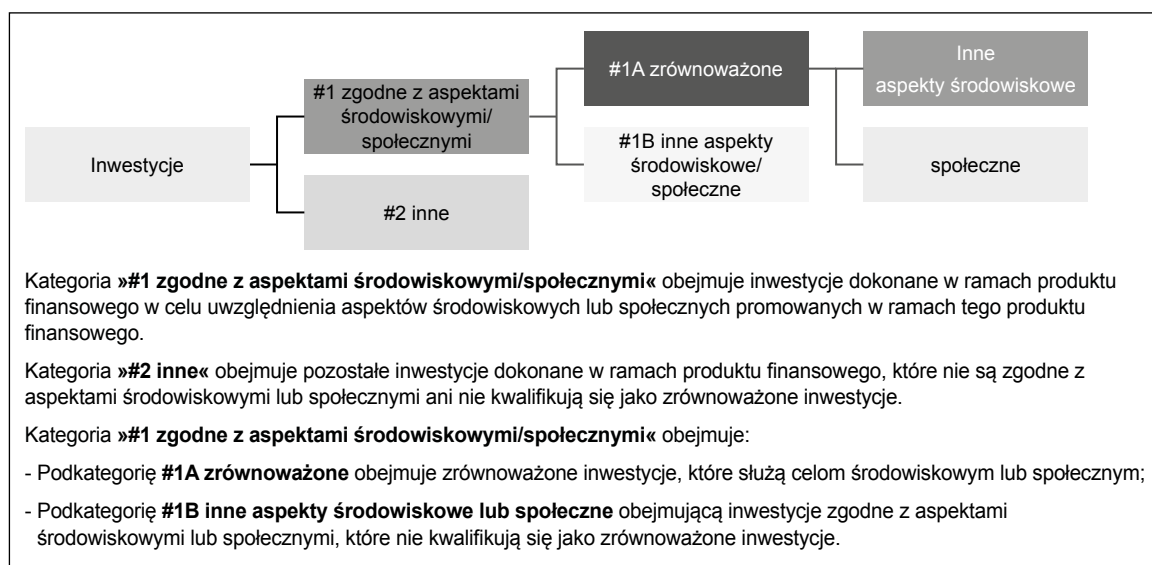 Inwestycje
#1 zgodne z aspektami
środowiskowymi/
społecznymi
#2 inne
#1A zrównoważone
#1B inne aspekty
środowiskowe/
społeczne
Inne
aspekty środowiskowe
społeczne
Kategoria »#1 zgodne z aspektami środowiskowymi/społecznymi« obejmuje inwestycje dokonane w ramach produktu
finansowego w celu uwzględnienia aspektów środowiskowych lub społecznych promowanych w ramach tego produktu
finansowego.
Kategoria »#2 inne« obejmuje pozostałe inwestycje dokonane w ramach produktu finansowego, które nie są zgodne z
aspektami środowiskowymi lub społecznymi ani nie kwalifikują się jako zrównoważone inwestycje.
Kategoria »#1 zgodne z aspektami środowiskowymi/społecznymi« obejmuje:
- Podkategorię #1A zrównoważone obejmuje zrównoważone inwestycje, które służą celom środowiskowym lub społecznym;
- Podkategorię #1B inne aspekty środowiskowe lub społeczne obejmującą inwestycje zgodne z aspektami
środowiskowymi lub społecznymi, które nie kwalifikują się jako zrównoważone inwestycje.